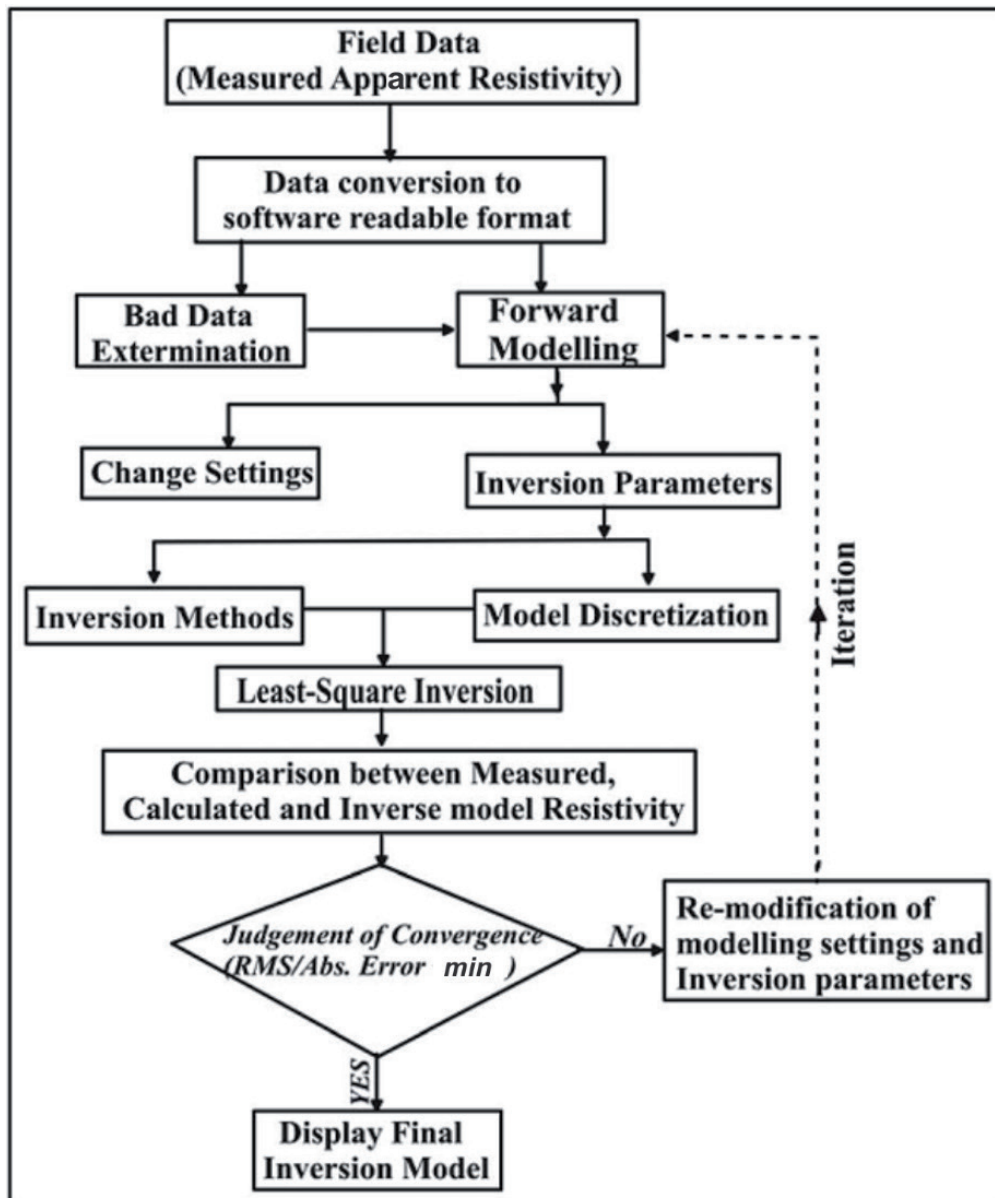 Field Data
(Measured Apparent Resistivity)
Data conversion to
software readable format
Bad Data
Extermination
Forward
Modelling
Change Settings
Inversion Parameters
Inversion Methods
Model Discretization
Iteration
Least-Square Inversion
Comparison between Measured,
Calculated and Inverse model Resistivity
Judgement of Convergence
(RMS/Abs. Error min )
No
Re-modification of
modelling settings and
Inversion parameters
YES
Display Final
Inversion Model